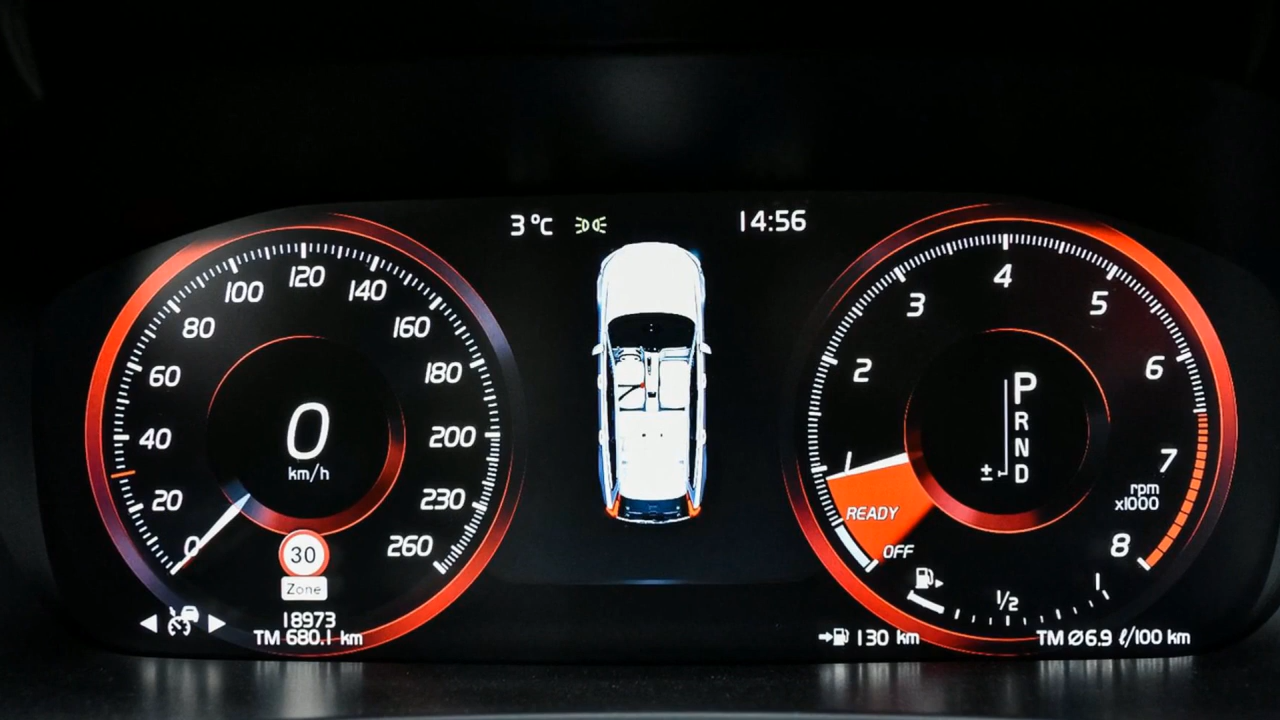 3 °C
14:56
0
20
40
60
80
100
120
140
160
180
200
230
260
0
km/h
30
Zone
18973
TM 680.1 km
1
2
3
4
5
6
7
8
rpm
x1000
P
R
N
D
±
READY
OFF
1/2
1
130 km
TM Ø6.9 ℓ/100 km